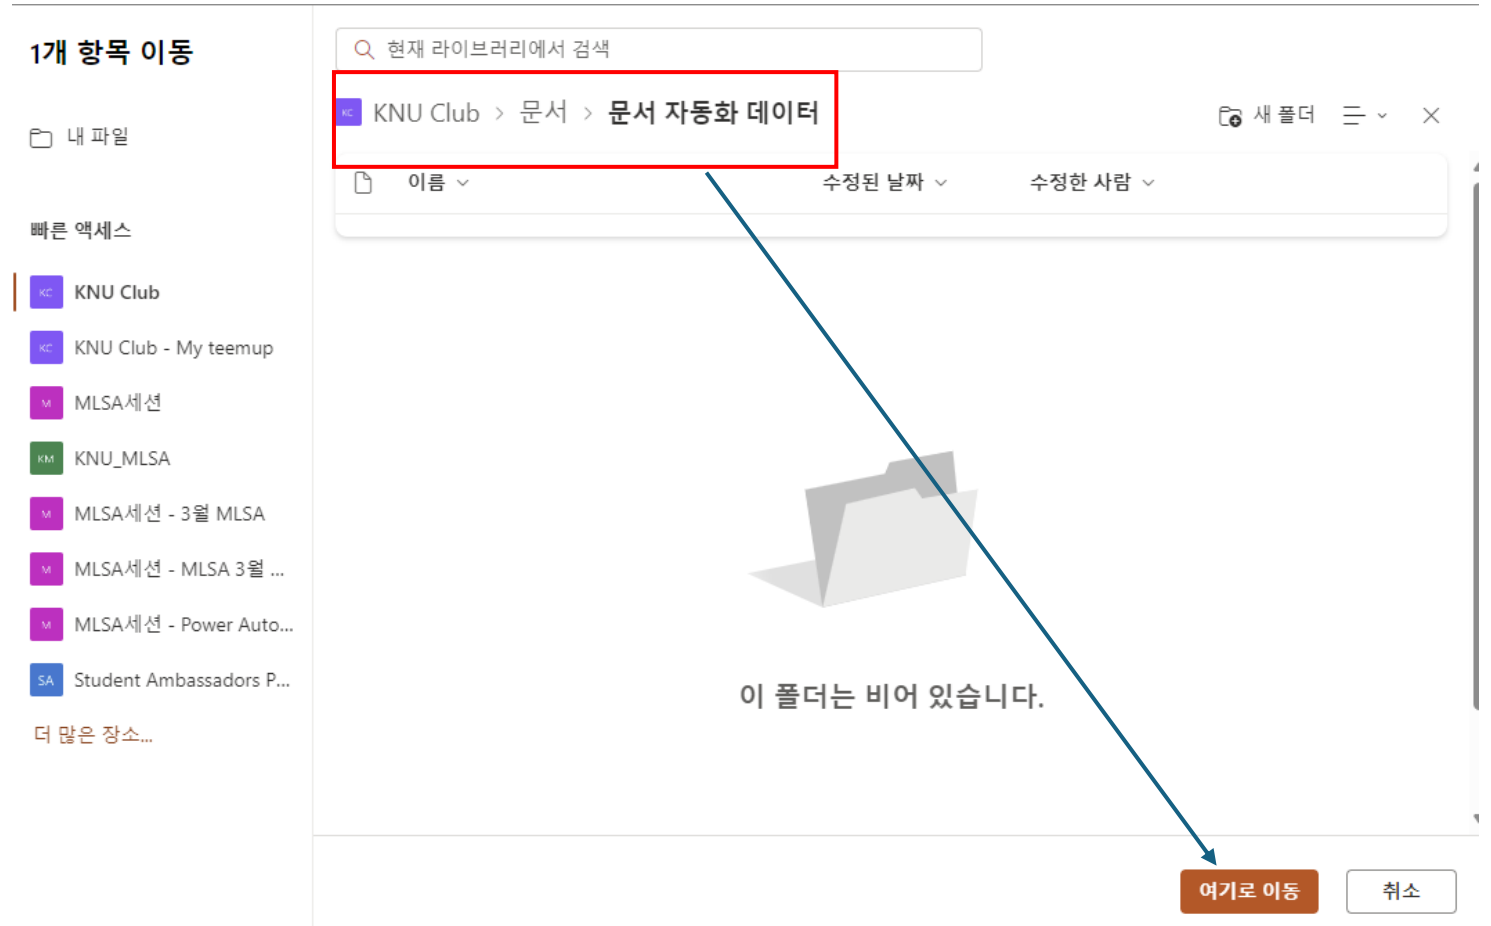 1개 항목 이동
내 파일
빠른 액세스
KC KNU Club
KC KNU Club - My teemup
M MLSA세션
KM KNU_MLSA
M MLSA세션 - 3월 MLSA
M MLSA세션 - MLSA 3월 ...
M MLSA세션 - Power Auto...
SA Student Ambassadors P...
더 많은 장소...
현재 라이브러리에서 검색
KC KNU Club > 문서 > 문서 자동화 데이터
새 폴더
이름 수정된 날짜 수정한 사람
이 폴더는 비어 있습니다.
여기로 이동 취소